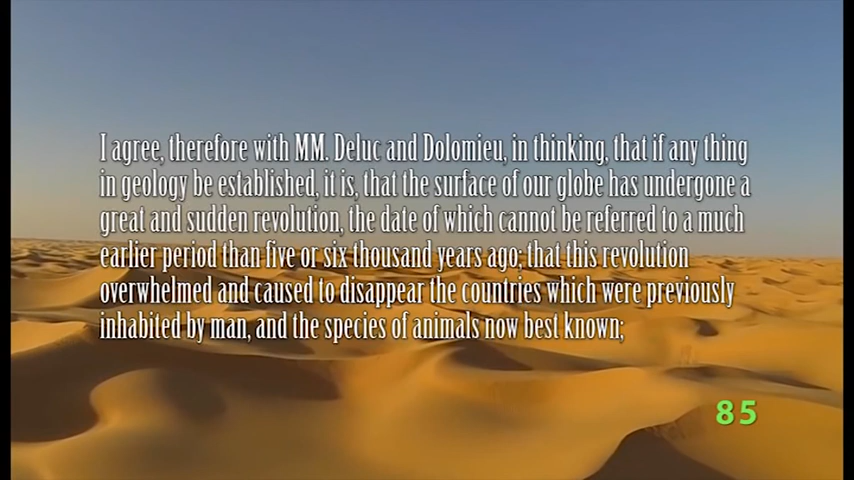 I agree, therefore with MM. Deluc and Dolomieu, in thinking, that if any thing
in geology be established, it is, that the surface of our globe has undergone a
great and sudden revolution, the date of which cannot be referred to a much
earlier period than five or six thousand years ago; that this revolution
overwhelmed and caused to disappear the countries which were previously
inhabited by man, and the species of animals now best known;
85